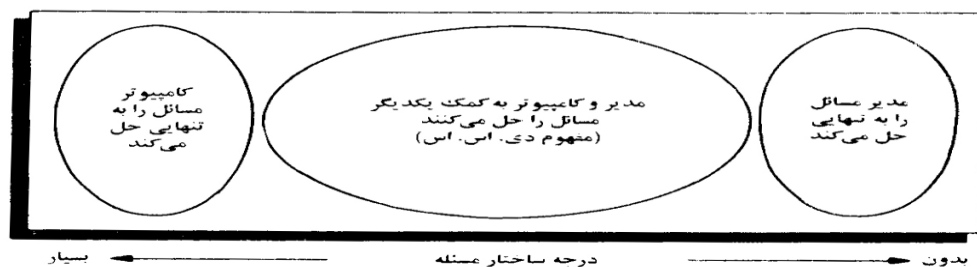 مدیر مسائل
را به تنهایی
حل می‌کند
مدیر و کامپیوتر به کمک یکدیگر
مسائل را حل می‌کنند
(مفهوم دی. اس. اس)
کامپیوتر
مسائل را به
تنهایی حل
می‌کند
بدون درجه ساختار مسئله بسیار